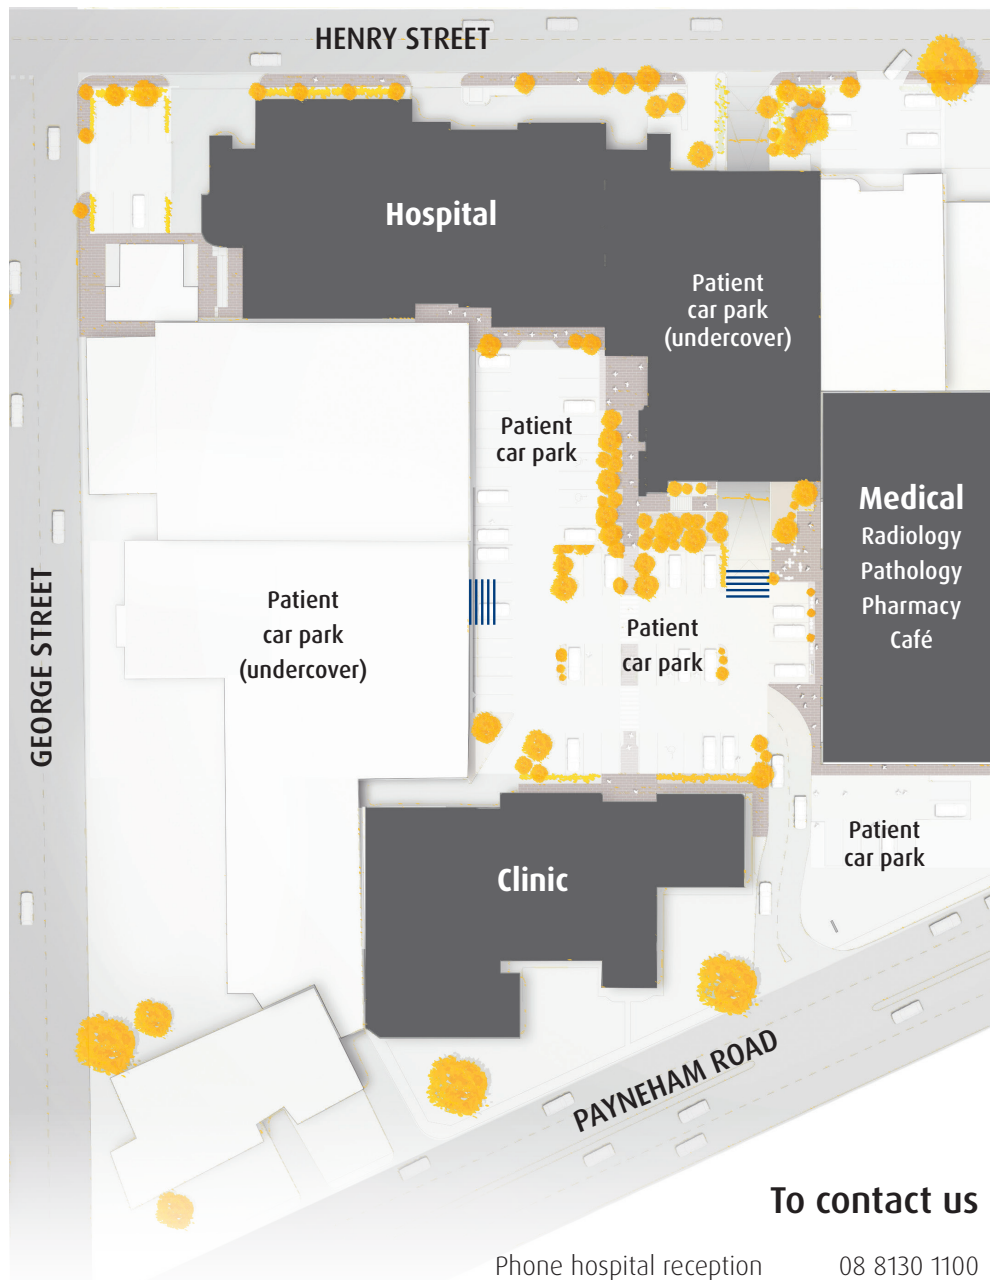 HENRY STREET
Hospital
Patient
car park
(undercover)
Patient
car park
Medical
Radiology
Pathology
Pharmacy
Café
GEORGE STREET
Patient
car park
(undercover)
Patient
car park
Patient
car park
Clinic
PAYNEHAM ROAD
To contact us
Phone hospital reception 08 8130 1100